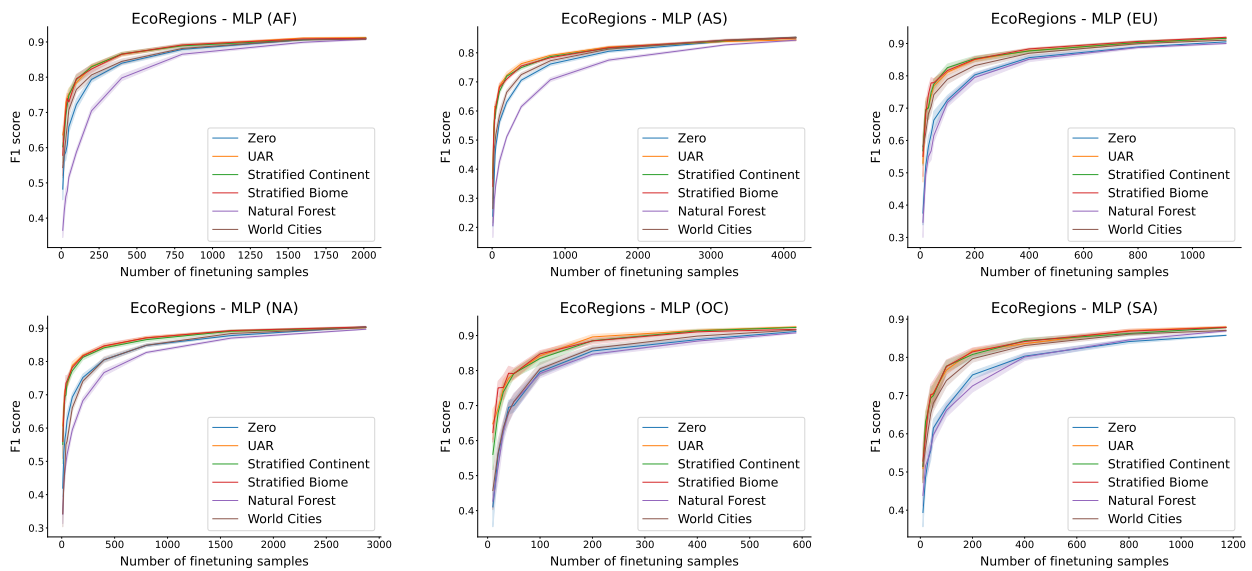 EcoRegions - MLP (AF)
F1 score
0.9
0.8
0.7
0.6
0.5
0.4
Zero
UAR
Stratified Continent
Stratified Biome
Natural Forest
World Cities
0 250 500 750 1000 1250 1500 1750 2000
Number of finetuning samples
EcoRegions - MLP (AS)
F1 score
0.8
0.7
0.6
0.5
0.4
0.3
0.2
Zero
UAR
Stratified Continent
Stratified Biome
Natural Forest
World Cities
0 1000 2000 3000 4000
Number of finetuning samples
EcoRegions - MLP (EU)
F1 score
0.9
0.8
0.7
0.6
0.5
0.4
0.3
Zero
UAR
Stratified Continent
Stratified Biome
Natural Forest
World Cities
0 200 400 600 800 1000
Number of finetuning samples
EcoRegions - MLP (NA)
F1 score
0.9
0.8
0.7
0.6
0.5
0.4
0.3
Zero
UAR
Stratified Continent
Stratified Biome
Natural Forest
World Cities
0 500 1000 1500 2000 2500 3000
Number of finetuning samples
EcoRegions - MLP (OC)
F1 score
0.9
0.8
0.7
0.6
0.5
0.4
Zero
UAR
Stratified Continent
Stratified Biome
Natural Forest
World Cities
0 100 200 300 400 500 600
Number of finetuning samples
EcoRegions - MLP (SA)
F1 score
0.9
0.8
0.7
0.6
0.5
0.4
Zero
UAR
Stratified Continent
Stratified Biome
Natural Forest
World Cities
0 200 400 600 800 1000 1200
Number of finetuning samples